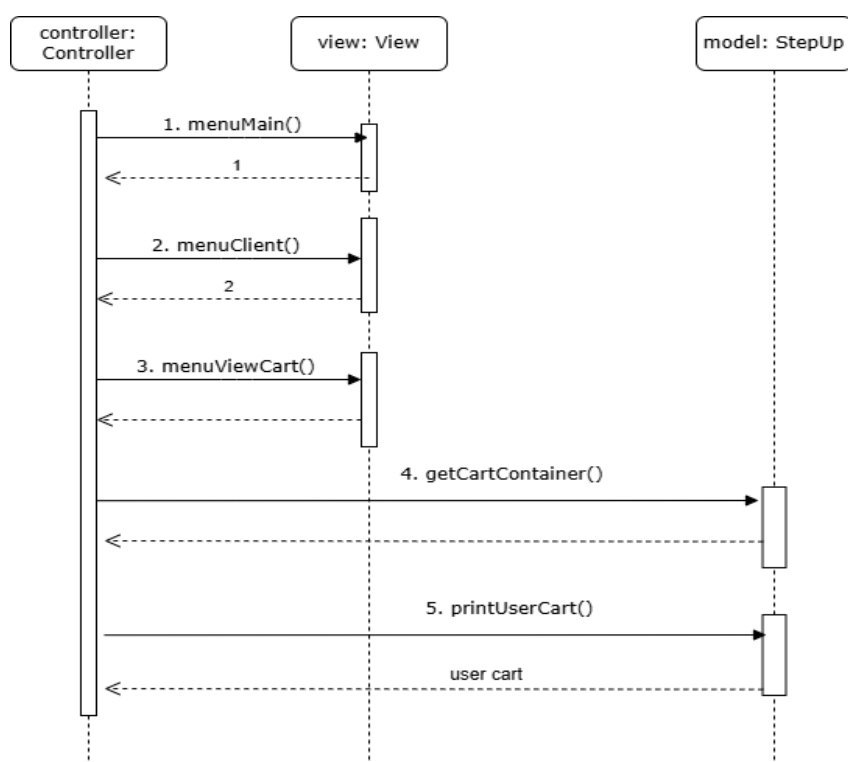 controller:
Controller
view: View
model: StepUp
1. menuMain()
1
2. menuClient()
2
3. menuViewCart()
4. getCartContainer()
5. printUserCart()
user cart